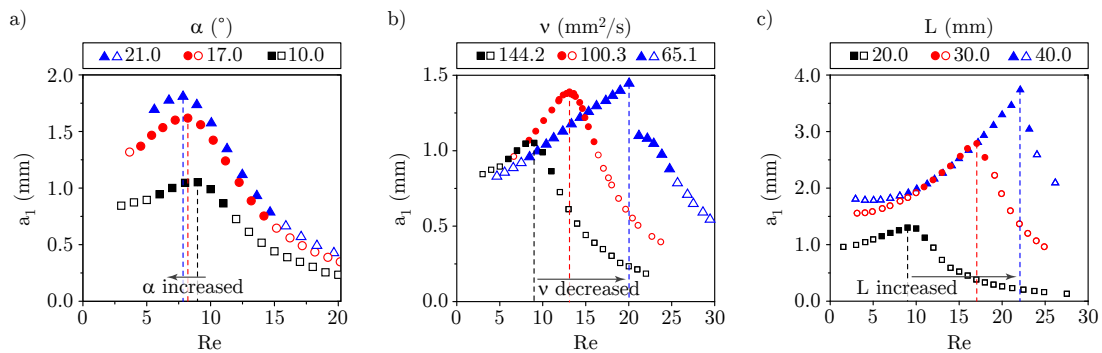 a)
α (°)
21.0 17.0 10.0
2.0
1.5
1.0
0.5
0.0
a₁ (mm)
α increased
0 5 10 15 20
Re
b)
ν (mm²/s)
144.2 100.3 65.1
1.5
1.0
0.5
0.0
a₁ (mm)
ν decreased
0 5 10 15 20 25 30
Re
c)
L (mm)
20.0 30.0 40.0
4.0
3.0
2.0
1.0
0.0
a₁ (mm)
L increased
0 5 10 15 20 25 30
Re